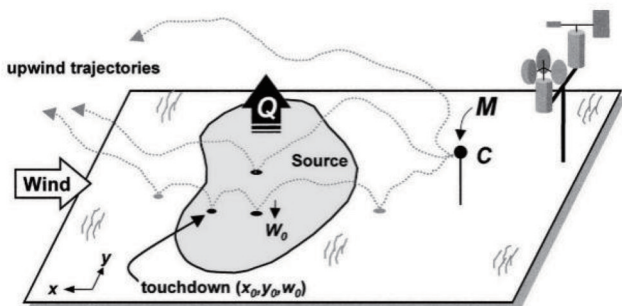 upwind trajectories
Q
M
Source
C
Wind
W₀
y
x
touchdown (x₀,y₀,w₀)